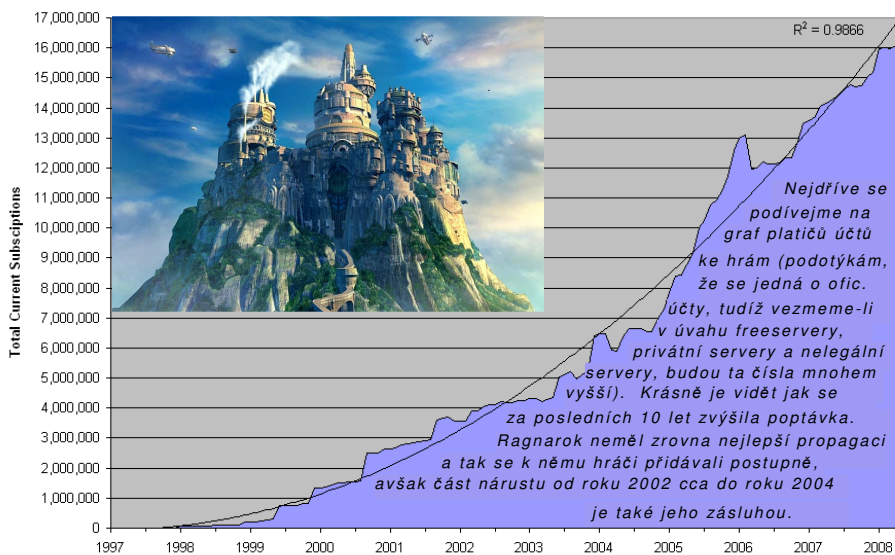 17,000,000
R² = 0.9866
16,000,000
15,000,000
14,000,000
13,000,000
12,000,000
11,000,000
10,000,000
9,000,000
8,000,000
7,000,000
6,000,000
5,000,000
4,000,000
3,000,000
2,000,000
1,000,000
0
Total Current Subsciptions
Nejdříve se
podívejme na
graf platičů účtů
ke hrám (podotýkám,
že se jedná o ofic.
účty, tudíž vezmeme-li
v úvahu freeservery,
privátní servery a nelegální
servery, budou ta čísla mnohem
vyšší). Krásně je vidět jak se
za posledních 10 let zvýšila poptávka.
Ragnarok neměl zrovna nejlepší propagaci
a tak se k němu hráči přidávali postupně,
avšak část nárustu od roku 2002 cca do roku 2004
je také jeho zásluhou.
1997 1998 1999 2000 2001 2002 2003 2004 2005 2006 2007 2008